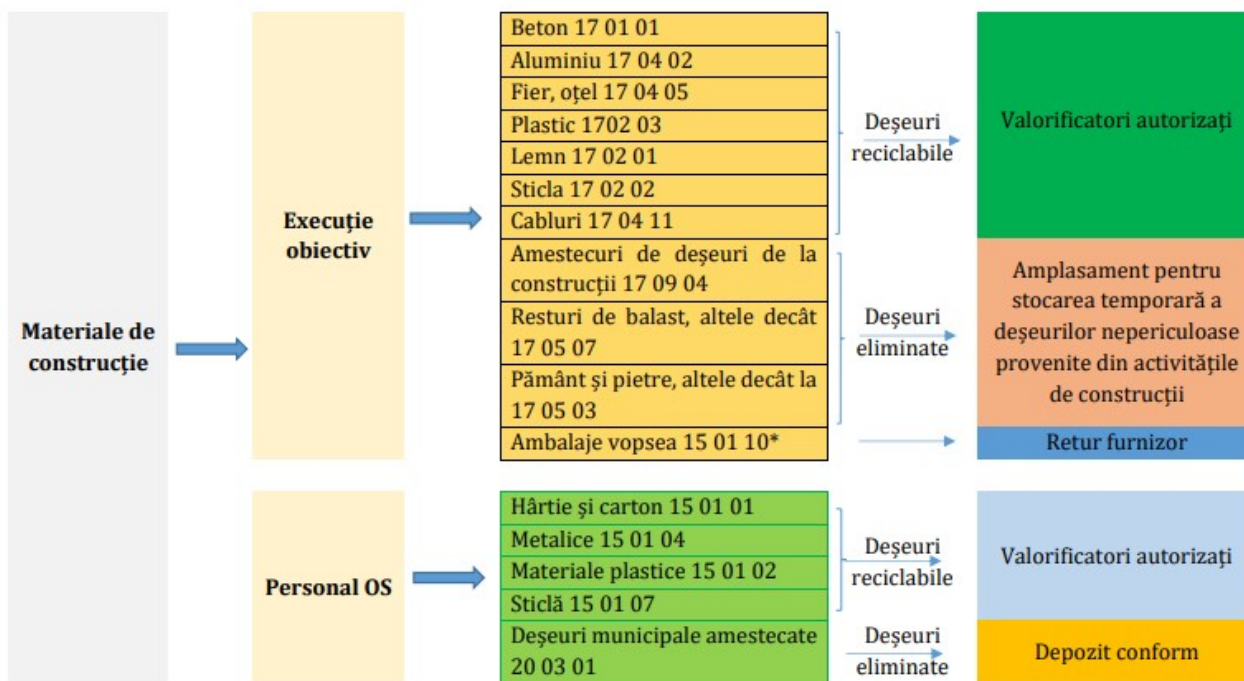 Materiale de
construcție
Execuție
obiectiv
Beton 17 01 01
Aluminiu 17 04 02
Fier, oțel 17 04 05
Plastic 1702 03
Lemn 17 02 01
Sticla 17 02 02
Cabluri 17 04 11
Amestecuri de deșeuri de la
construcții 17 09 04
Resturi de balast, altele decât
17 05 07
Pământ și pietre, altele decât la
17 05 03
Ambalaje vopsea 15 01 10*
Deșeuri
reciclabile
Deșeuri
eliminate
Valorificatori autorizați
Amplasament pentru
stocarea temporară a
deșeurilor nepericuloase
provenite din activitățile
de construcții
Retur furnizor
Personal OS
Hârtie și carton 15 01 01
Metalice 15 01 04
Materiale plastice 15 01 02
Sticlă 15 01 07
Deșeuri municipale amestecate
20 03 01
Deșeuri
reciclabile
Deșeuri
eliminate
Valorificatori autorizați
Depozit conform